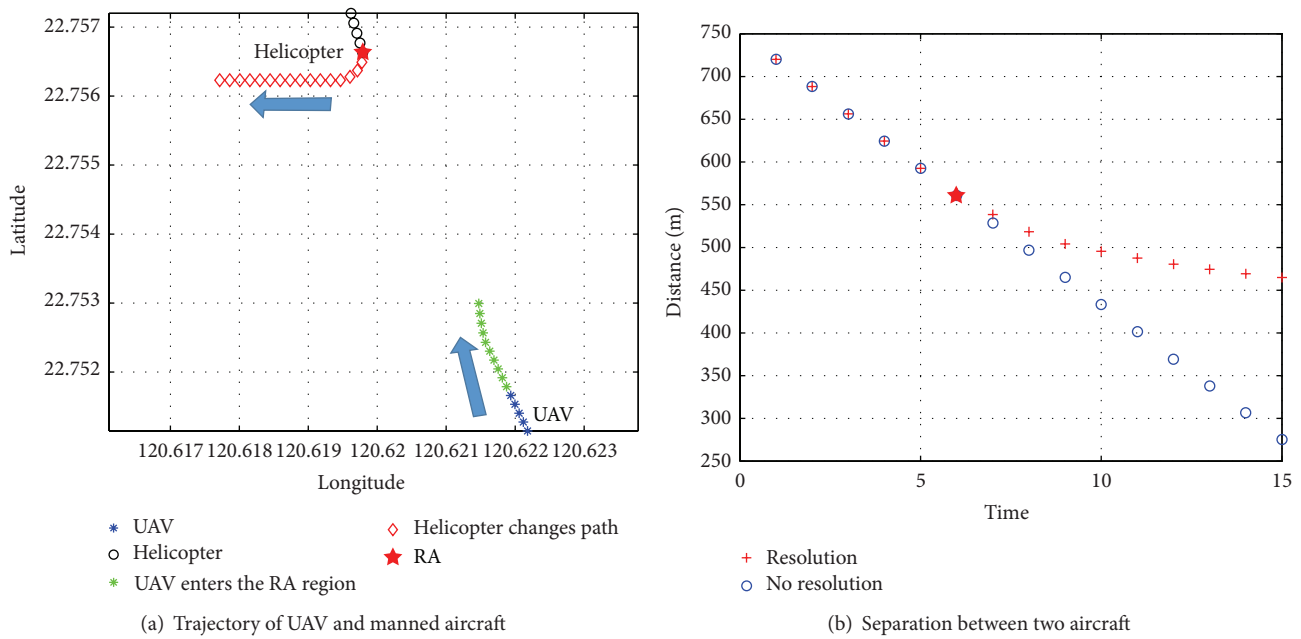 22.757
22.756
22.755
22.754
22.753
22.752
Latitude
Helicopter
UAV
120.617 120.618 120.619 120.62 120.621 120.622 120.623
Longitude
UAV
Helicopter
UAV enters the RA region
Helicopter changes path
RA
(a) Trajectory of UAV and manned aircraft
750
700
650
600
550
500
450
400
350
300
250
Distance (m)
0 5 10 15
Time
Resolution
No resolution
(b) Separation between two aircraft